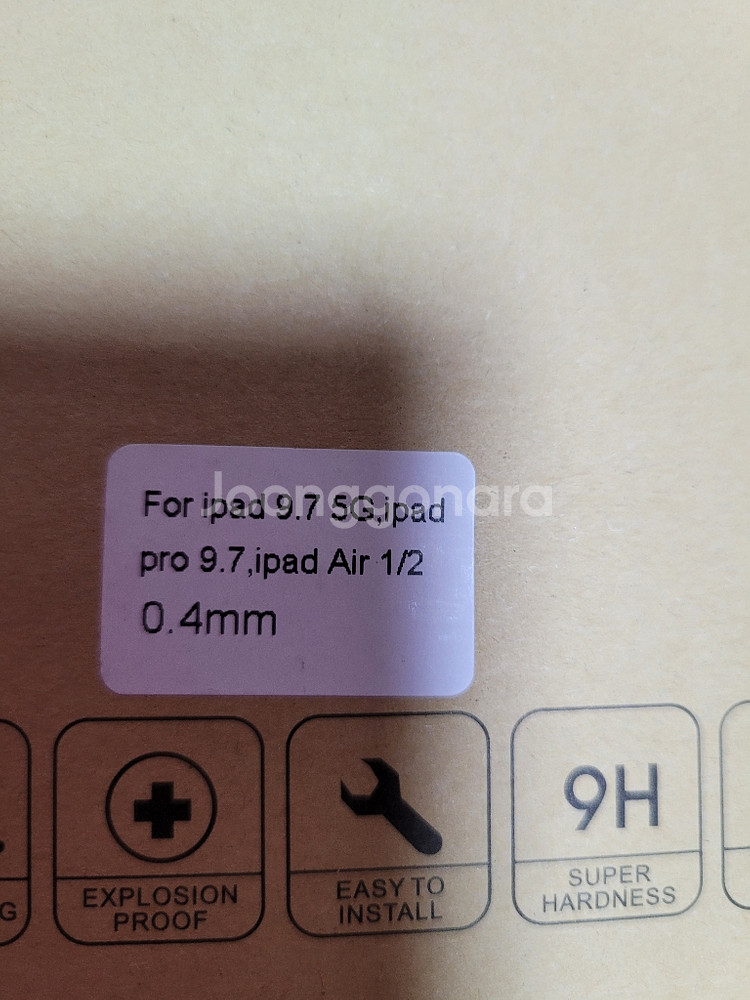 Joonggonara
For ipad 9.7 5G,ipad
pro 9.7,ipad Air 1/2
0.4mm
G
EXPLOSION
PROOF
EASY TO
INSTALL
9H
SUPER
HARDNESS